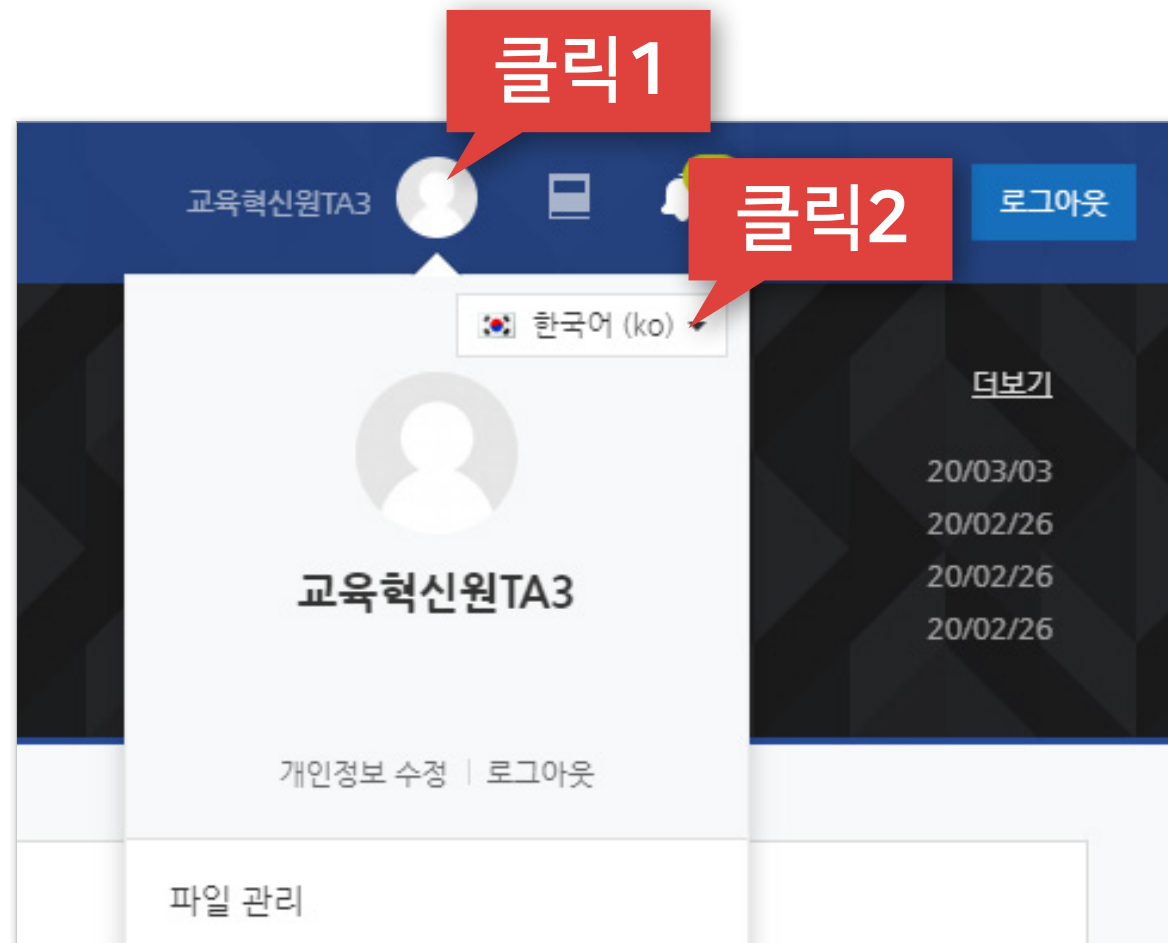 클릭1
교육혁신원TA3
클릭2
로그아웃
한국어 (ko)
더보기
20/03/03
20/02/26
20/02/26
20/02/26
교육혁신원TA3
개인정보 수정 | 로그아웃
파일 관리